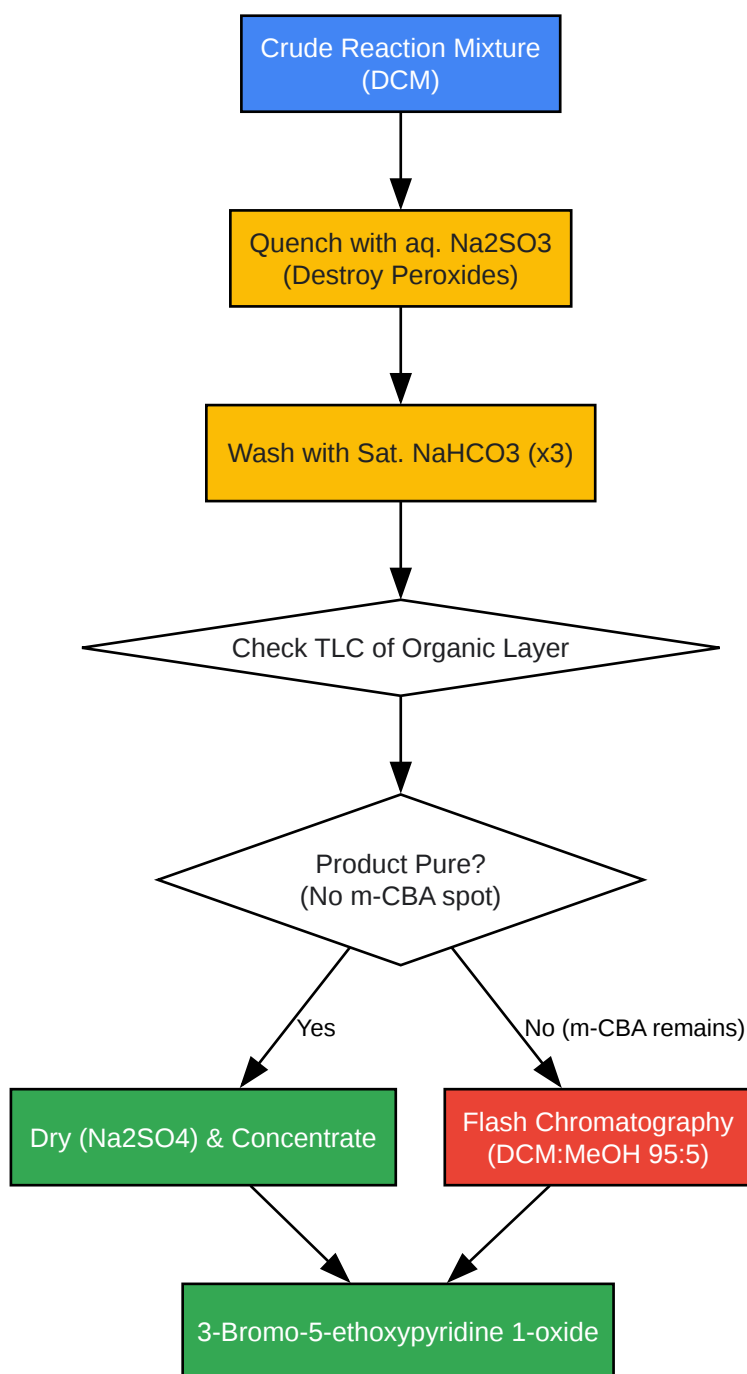 Crude Reaction Mixture
(DCM)
Quench with aq. Na2SO3
(Destroy Peroxides)
Wash with Sat. NaHCO3 (x3)
Check TLC of Organic Layer
Product Pure?
(No m-CBA spot)
Yes
No (m-CBA remains)
Dry (Na2SO4) & Concentrate
Flash Chromatography
(DCM:MeOH 95:5)
3-Bromo-5-ethoxypyridine 1-oxide